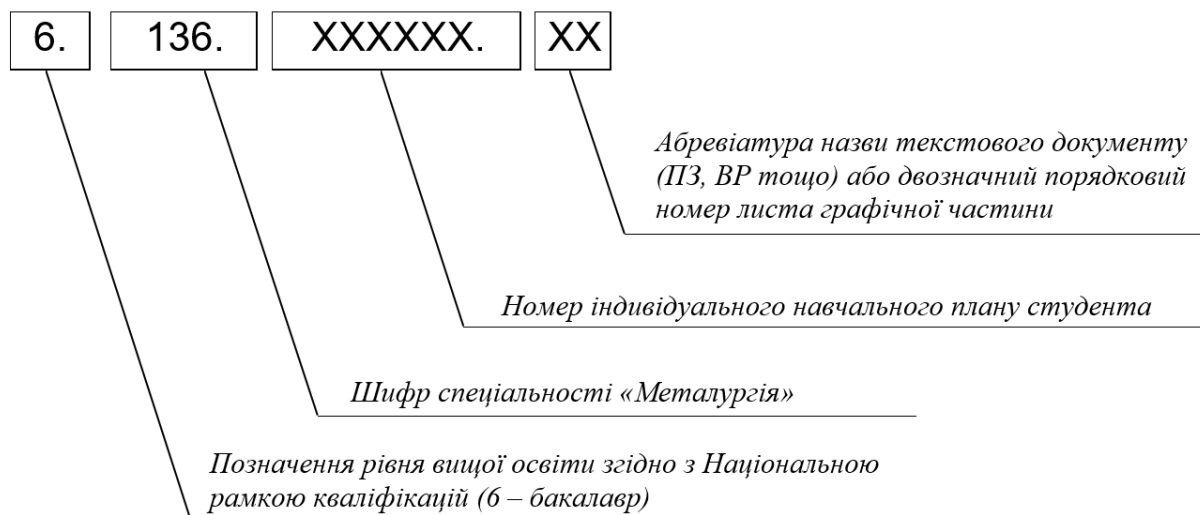 6. 136. XXXXXX. XX
Абревіатура назви текстового документу
(ПЗ, ВР тощо) або двозначний порядковий
номер листа графічної частини
Номер індивідуального навчального плану студента
Шифр спеціальності «Металургія»
Позначення рівня вищої освіти згідно з Національною
рамкою кваліфікацій (6 – бакалавр)